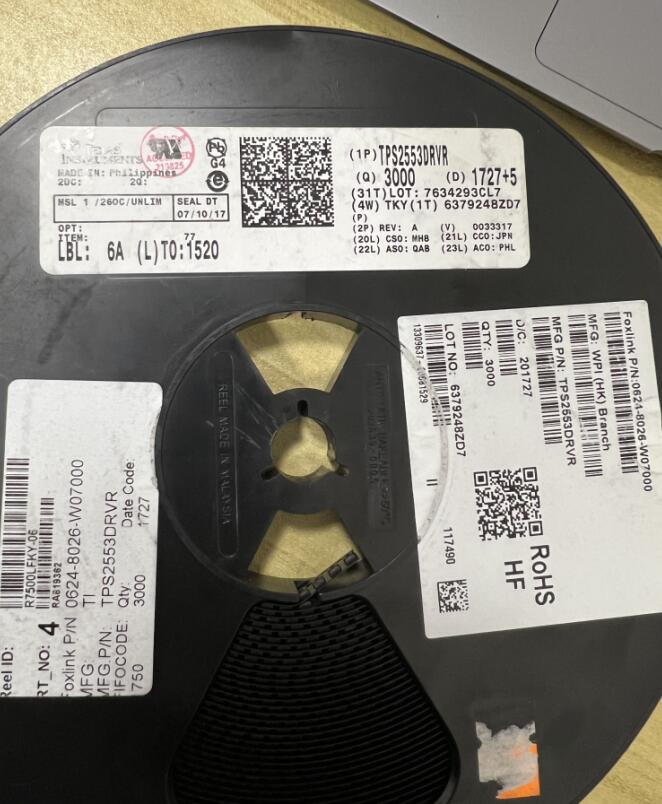 TEXAS
INSTRUMENTS
MADE IN: Philippines
2DC: 2Q:
G4
e
MSL 1 /260C/UNLIM
SEAL DT
07/10/17
OPT:
ITEM: 77
LBL: 6A (L)TO:1520
(1P)TPS2553DRVR
(Q) 3000 (D) 1727+5
(31T)LOT: 7634293CL7
(4W) TKY(1T) 6379248ZD7
(P)
(2P) REV: A (V) 0033317
(20L) CSO:MH8 (21L) CCO:JPN
(22L) ASO:QAB (23L) ACO:PHL
Foxlink P/N:0624-8026-W07000
MFG: WPI (HK) Branch
MFG P/N: TPS2553DRVR
D/C: 201727
QTY: 3000
LOT NO: 6379248ZD7
II
117490
RoHS
HF
REEL MADE IN MALAYSIA
Reel ID:
R7500LFKY-06
RA619362
RT_NO: 4
Foxlink P/N 0624-8026-W07000
MFG TI
MFG.P/N: TPS2553DRVR
FIFOCODE: Qty: Date Code:
750 3000 1727